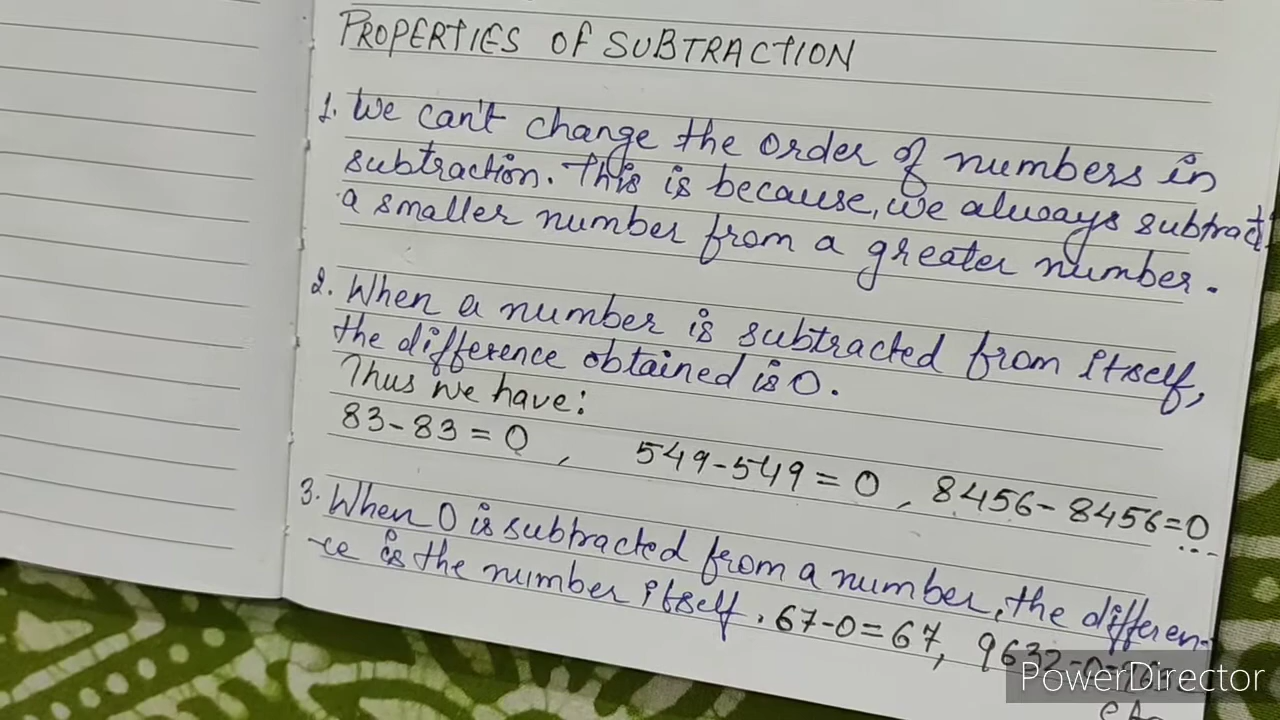 PROPERTIES OF SUBTRACTION
1. We can't change the order of numbers in
subtraction. This is because, we always subtract
a smaller number from a greater number.
2. When a number is subtracted from itself,
the difference obtained is 0.
Thus we have:
83-83=0, 549-549=0, 8456-8456=0...
3. When 0 is subtracted from a number, the differen-
ce is the number itself. 67-0=67, 9632-0=
PowerDirector